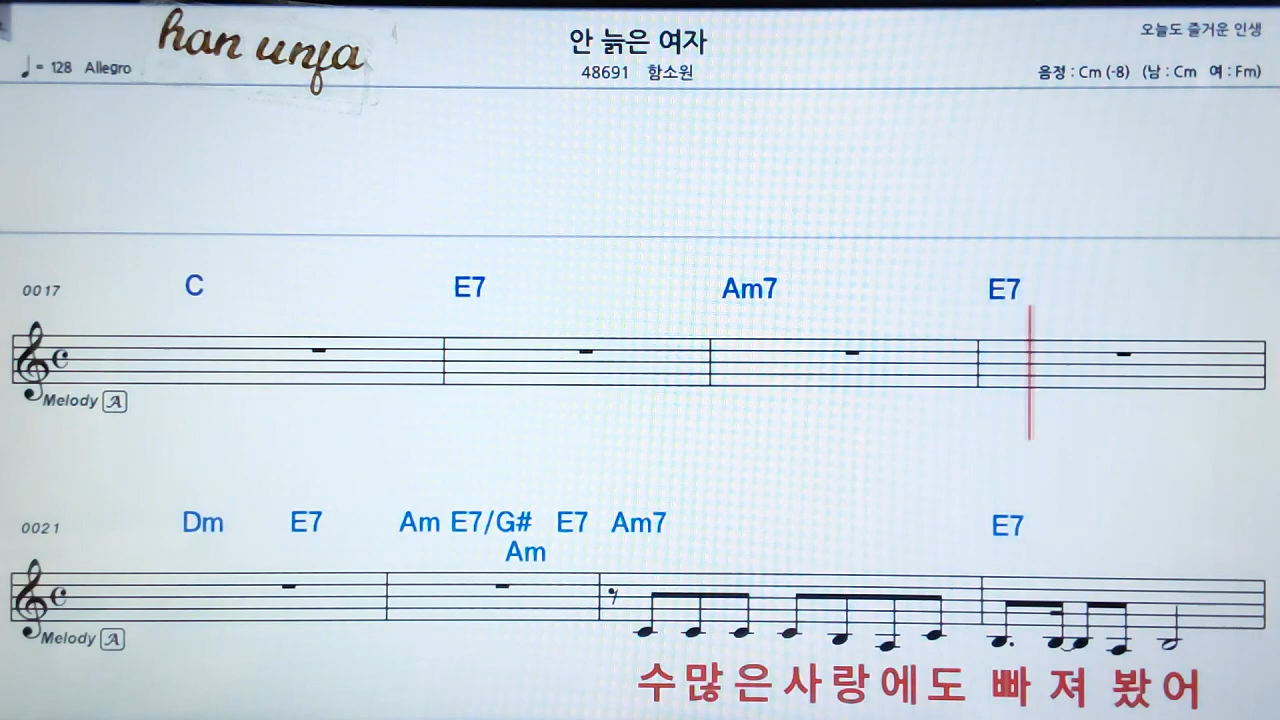 han unfa
안 늙은 여자
오늘도 즐거운 인생
♩= 128 Allegro
48691 함소원
음정 : Cm (-8) (남 : Cm 여 : Fm)
0017 C E7 Am7 E7
Melody A
0021 Dm E7 Am E7/G# E7 Am7 E7
Am
Melody A
수많은사랑에도 빠져봤어